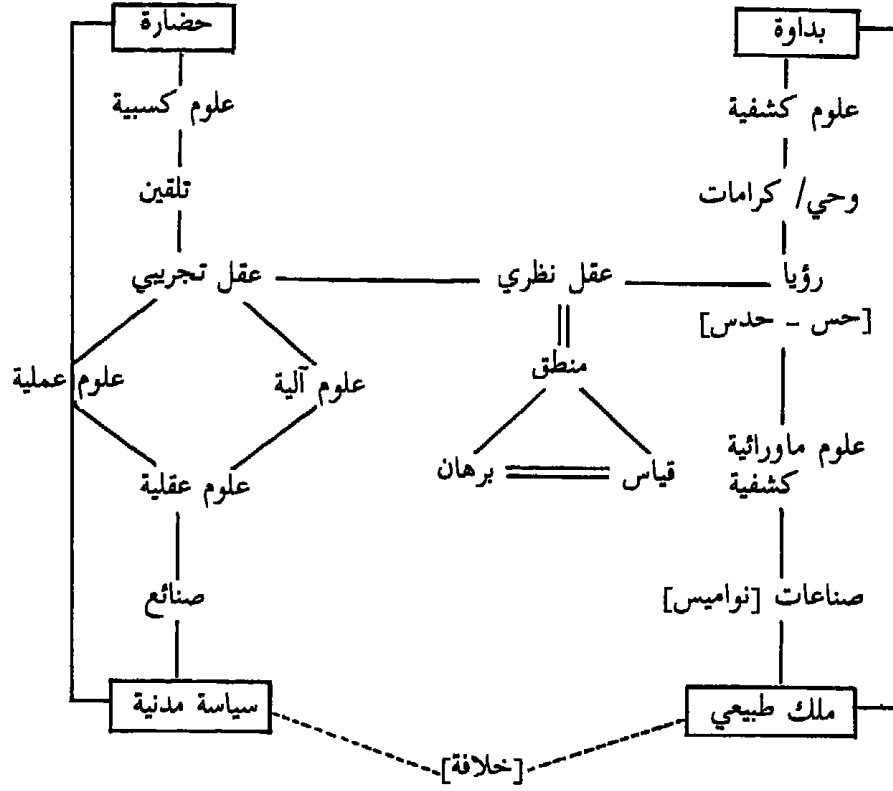 بداوة
حضارة
علوم كشفية
علوم كسبية
وحي / كرامات
تلقين
رؤيا
عقل نظري
عقل تجريبي
[حس - حدس]
منطق
علوم آلية
علوم عملية
علوم ماورائية
كشفية
قياس
برهان
علوم عقلية
صناعات [نواميس]
صنائع
ملك طبيعي
سياسة مدنية
[خلافة]